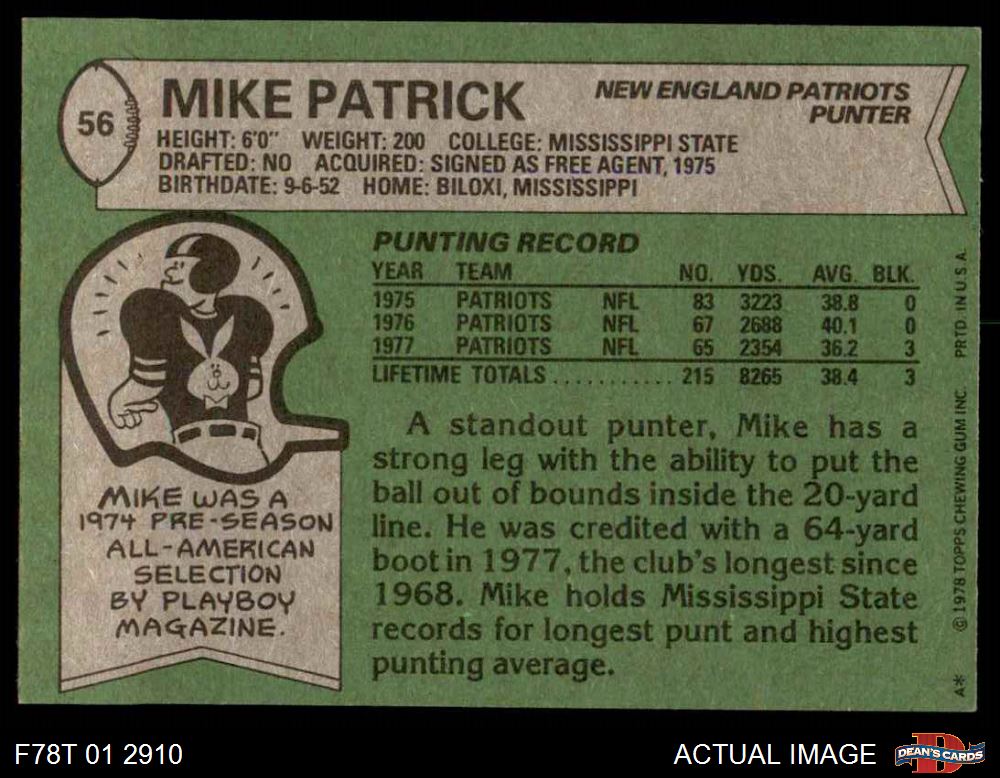 56
MIKE PATRICK
NEW ENGLAND PATRIOTS
PUNTER
HEIGHT: 6'0" WEIGHT: 200 COLLEGE: MISSISSIPPI STATE
DRAFTED: NO ACQUIRED: SIGNED AS FREE AGENT, 1975
BIRTHDATE: 9-6-52 HOME: BILOXI, MISSISSIPPI
PUNTING RECORD
YEAR TEAM NO. YDS. AVG. BLK.
1975 PATRIOTS NFL 83 3223 38.8 0
1976 PATRIOTS NFL 67 2688 40.1 0
1977 PATRIOTS NFL 65 2354 36.2 3
LIFETIME TOTALS ........... 215 8265 38.4 3
A standout punter, Mike has a
strong leg with the ability to put the
ball out of bounds inside the 20-yard
line. He was credited with a 64-yard
boot in 1977, the club's longest since
1968. Mike holds Mississippi State
records for longest punt and highest
punting average.
MIKE WAS A
1974 PRE-SEASON
ALL-AMERICAN
SELECTION
BY PLAYBOY
MAGAZINE.
A* © 1978 TOPPS CHEWING GUM INC. PRTD. IN U.S.A.
F78T 01 2910
ACTUAL IMAGE
D
DEAN'S CARDS